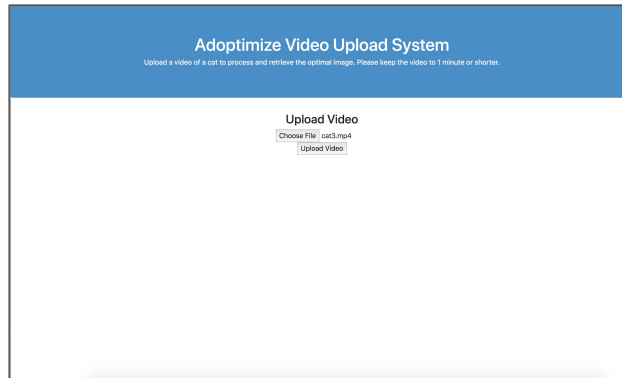 Adoptimize Video Upload System
Upload a video of a cat to process and retrieve the optimal image. Please keep the video to 1 minute or shorter.
Upload Video
Choose File cat3.mp4
Upload Video